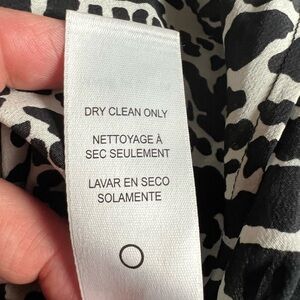 DRY CLEAN ONLY
NETTOYAGE À
SEC SEULEMENT
LAVAR EN SECO
SOLAMENTE